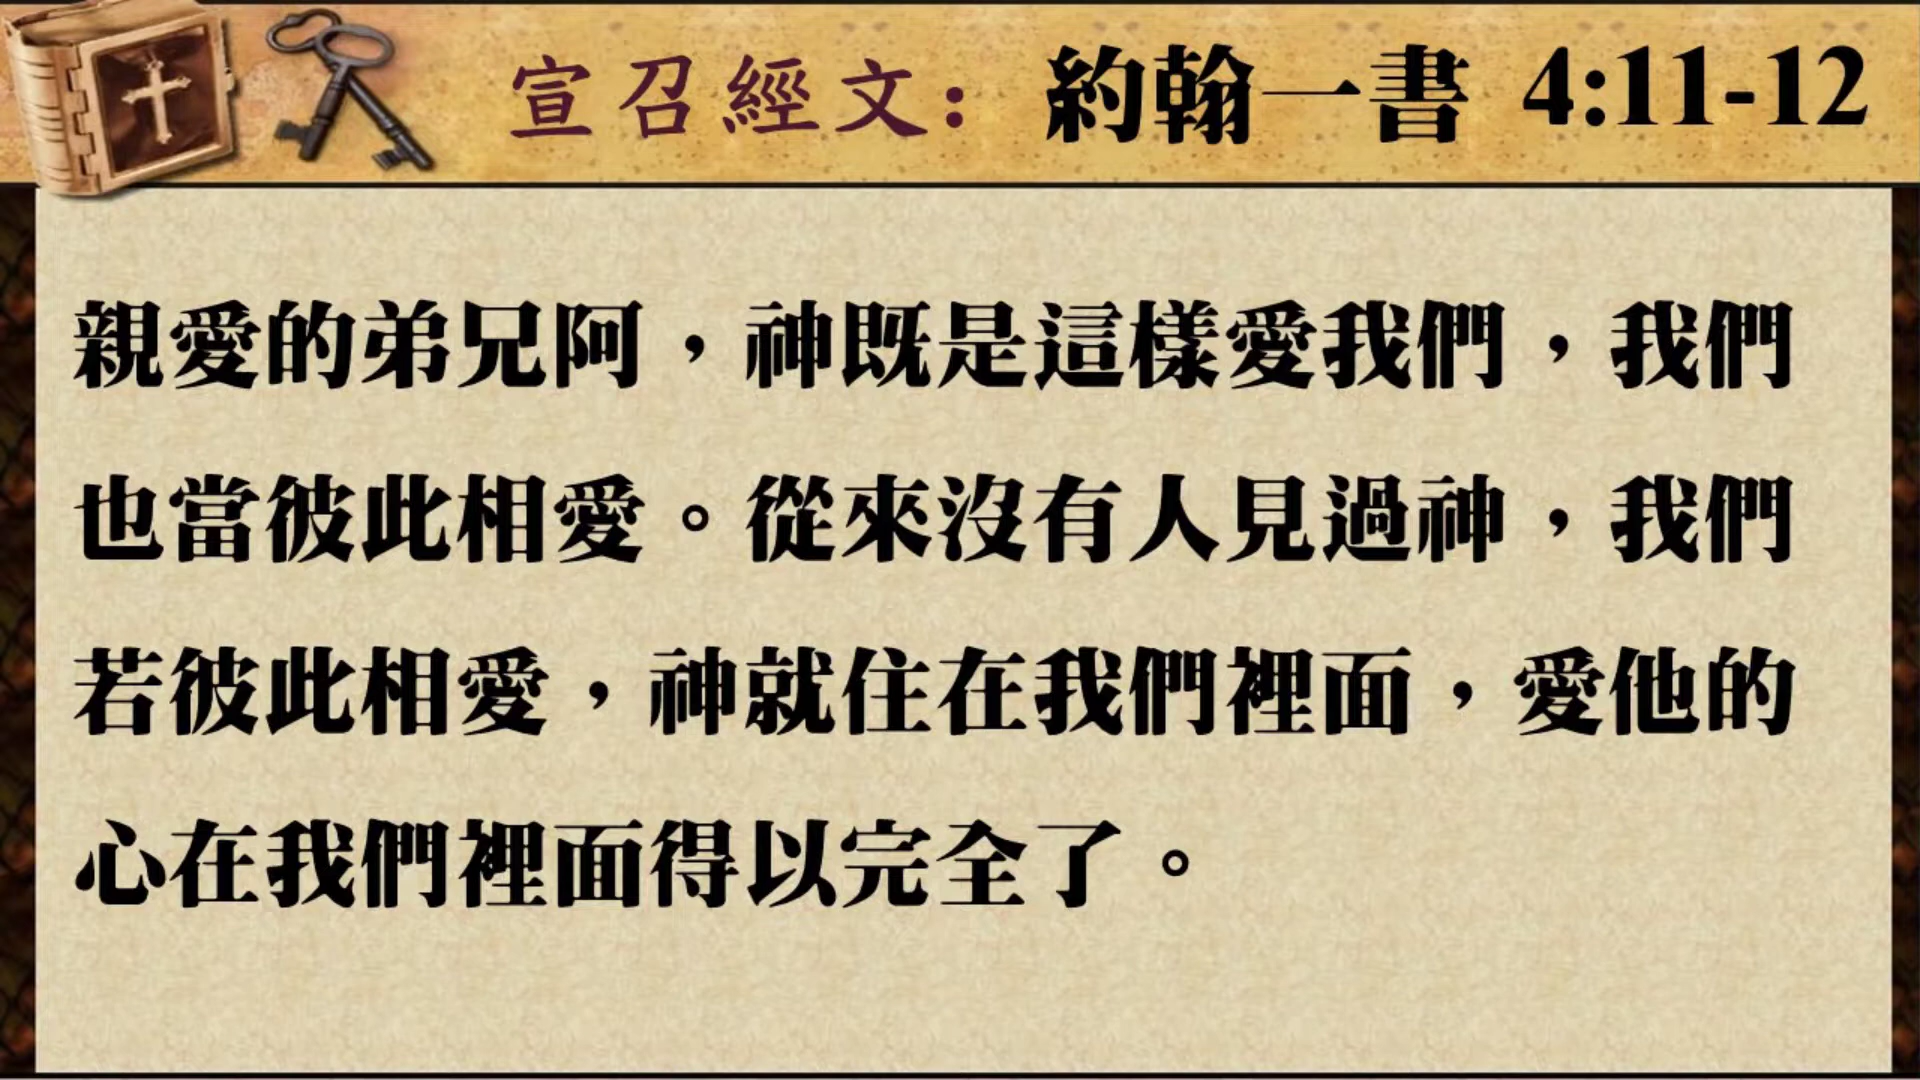 宣召經文: 約翰一書 4:11-12
親愛的弟兄阿，神既是這樣愛我們，我們
也當彼此相愛。從來沒有人見過神，我們
若彼此相愛，神就住在我們裡面，愛他的
心在我們裡面得以完全了。